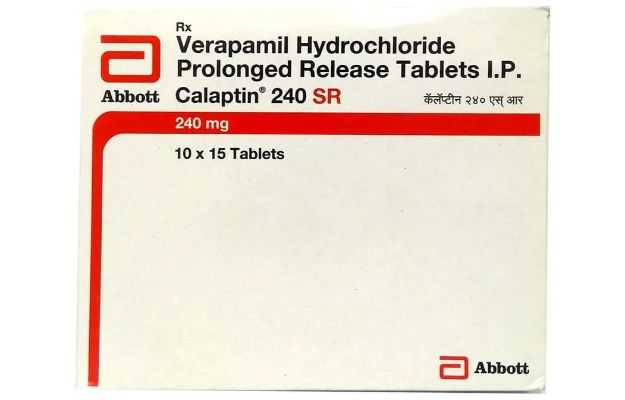 Rx
Verapamil Hydrochloride
Prolonged Release Tablets I.P.
Abbott
Calaptin® 240 SR
कॅलॅप्टीन २४० एस् आर
240 mg
10 x 15 Tablets
Abbott